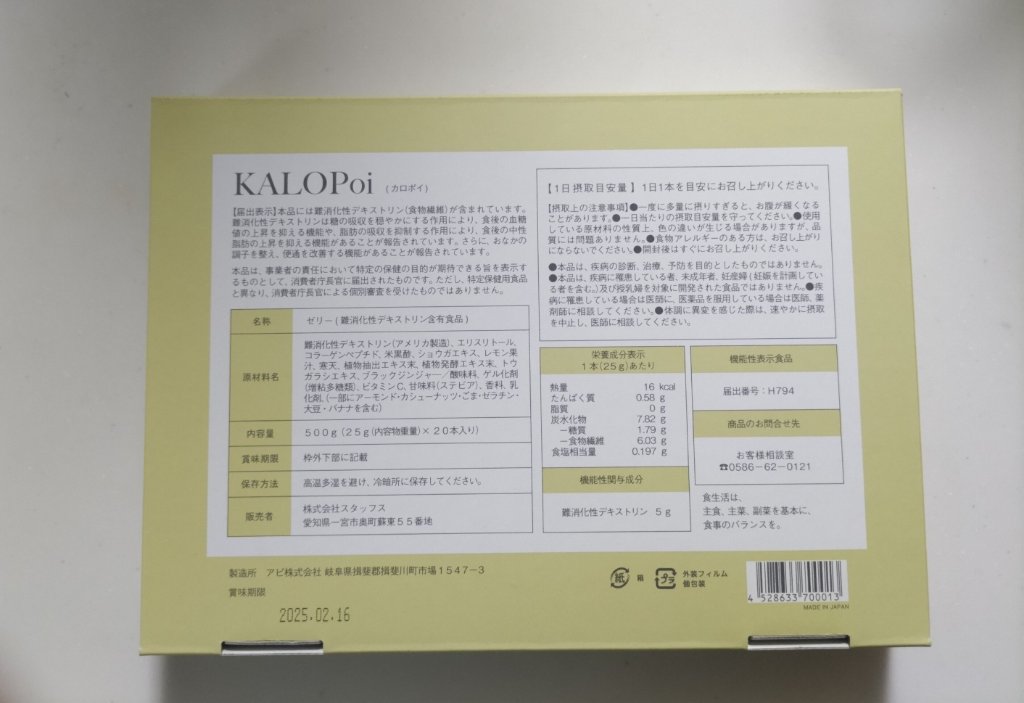 KALOPoi (カロポイ)
【届出表示】本品には難消化性デキストリン(食物繊維)が含まれています。
難消化性デキストリンは糖の吸収を穏やかにする作用により、食後の血糖
値の上昇を抑える機能や、脂肪の吸収を抑制する作用により、食後の中性
脂肪の上昇を抑える機能があることが報告されています。さらに、おなかの
調子を整え、便通を改善する機能があることが報告されています。
本品は、事業者の責任において特定の保健の目的が期待できる旨を表示す
るものとして、消費者庁長官に届出されたものです。ただし、特定保健用食品
と異なり、消費者庁長官による個別審査を受けたものではありません。
名称 ゼリー(難消化性デキストリン含有食品)
原材料名
難消化性デキストリン(アメリカ製造)、エリスリトール、
コラーゲンペプチド、米黒酢、ショウガエキス、レモン果
汁、寒天、植物抽出エキス末、植物発酵エキス末、トウ
ガラシエキス、ブラックジンジャー/酸味料、ゲル化剤
(増粘多糖類)、ビタミンC、甘味料(ステビア)、香料、乳
化剤、(一部にアーモンド・カシューナッツ・ごま・ゼラチン・
大豆・バナナを含む)
内容量 500g(25g(内容物重量)×20本入り)
賞味期限 枠外下部に記載
保存方法 高温多湿を避け、冷暗所に保存してください。
販売者
株式会社スタッフス
愛知県一宮市奥町蘇東55番地
【1日摂取目安量】1日1本を目安にお召し上がりください。
【摂取上の注意事項】●一度に多量に摂りすぎると、お腹が緩くなる
ことがあります。●一日当たりの摂取目安量を守ってください。●使用
している原材料の性質上、色の違いが生じる場合がありますが、品
質には問題ありません。●食物アレルギーのある方は、お召し上がり
にならないでください。●開封後はすぐにお召し上がりください。
●本品は、疾病の診断、治療、予防を目的としたものではありません。
●本品は、疾病に罹患している者、未成年者、妊産婦(妊娠を計画してい
る者を含む。)及び授乳婦を対象に開発された食品ではありません。●疾
病に罹患している場合は医師に、医薬品を服用している場合は医師、薬
剤師に相談してください。●体調に異変を感じた際は、速やかに摂取
を中止し、医師に相談してください。
栄養成分表示
1本(25g)あたり
熱量 16 kcal
たんぱく質 0.58 g
脂質 0 g
炭水化物 7.82 g
－糖質 1.79 g
－食物繊維 6.03 g
食塩相当量 0.197 g
機能性関与成分
難消化性デキストリン 5g
機能性表示食品
届出番号:H794
商品のお問合せ先
お客様相談室
☎0586-62-0121
食生活は、
主食、主菜、副菜を基本に、
食事のバランスを。
製造所 アピ株式会社 岐阜県揖斐郡揖斐川町市場1547-3
賞味期限
2025.02.16
紙 箱
プラ 外装フィルム
個包装
4 528633 700013
MADE IN JAPAN